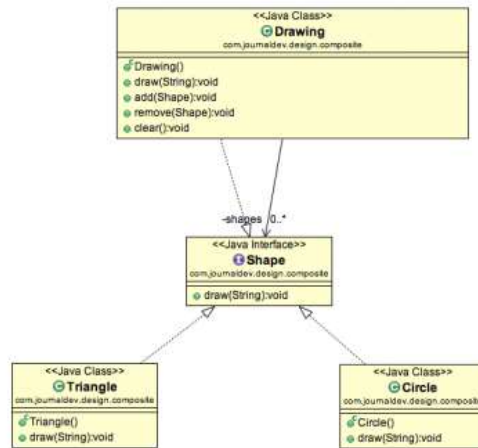 <<Java Class>>
Drawing
com.journaldev.design.composite
Drawing()
draw(String):void
add(Shape):void
remove(Shape):void
clear():void
-shapes 0..*
<<Java Interface>>
Shape
com.journaldev.design.composite
draw(String):void
<<Java Class>>
Triangle
com.journaldev.design.composite
Triangle()
draw(String):void
<<Java Class>>
Circle
com.journaldev.design.composite
Circle()
draw(String):void